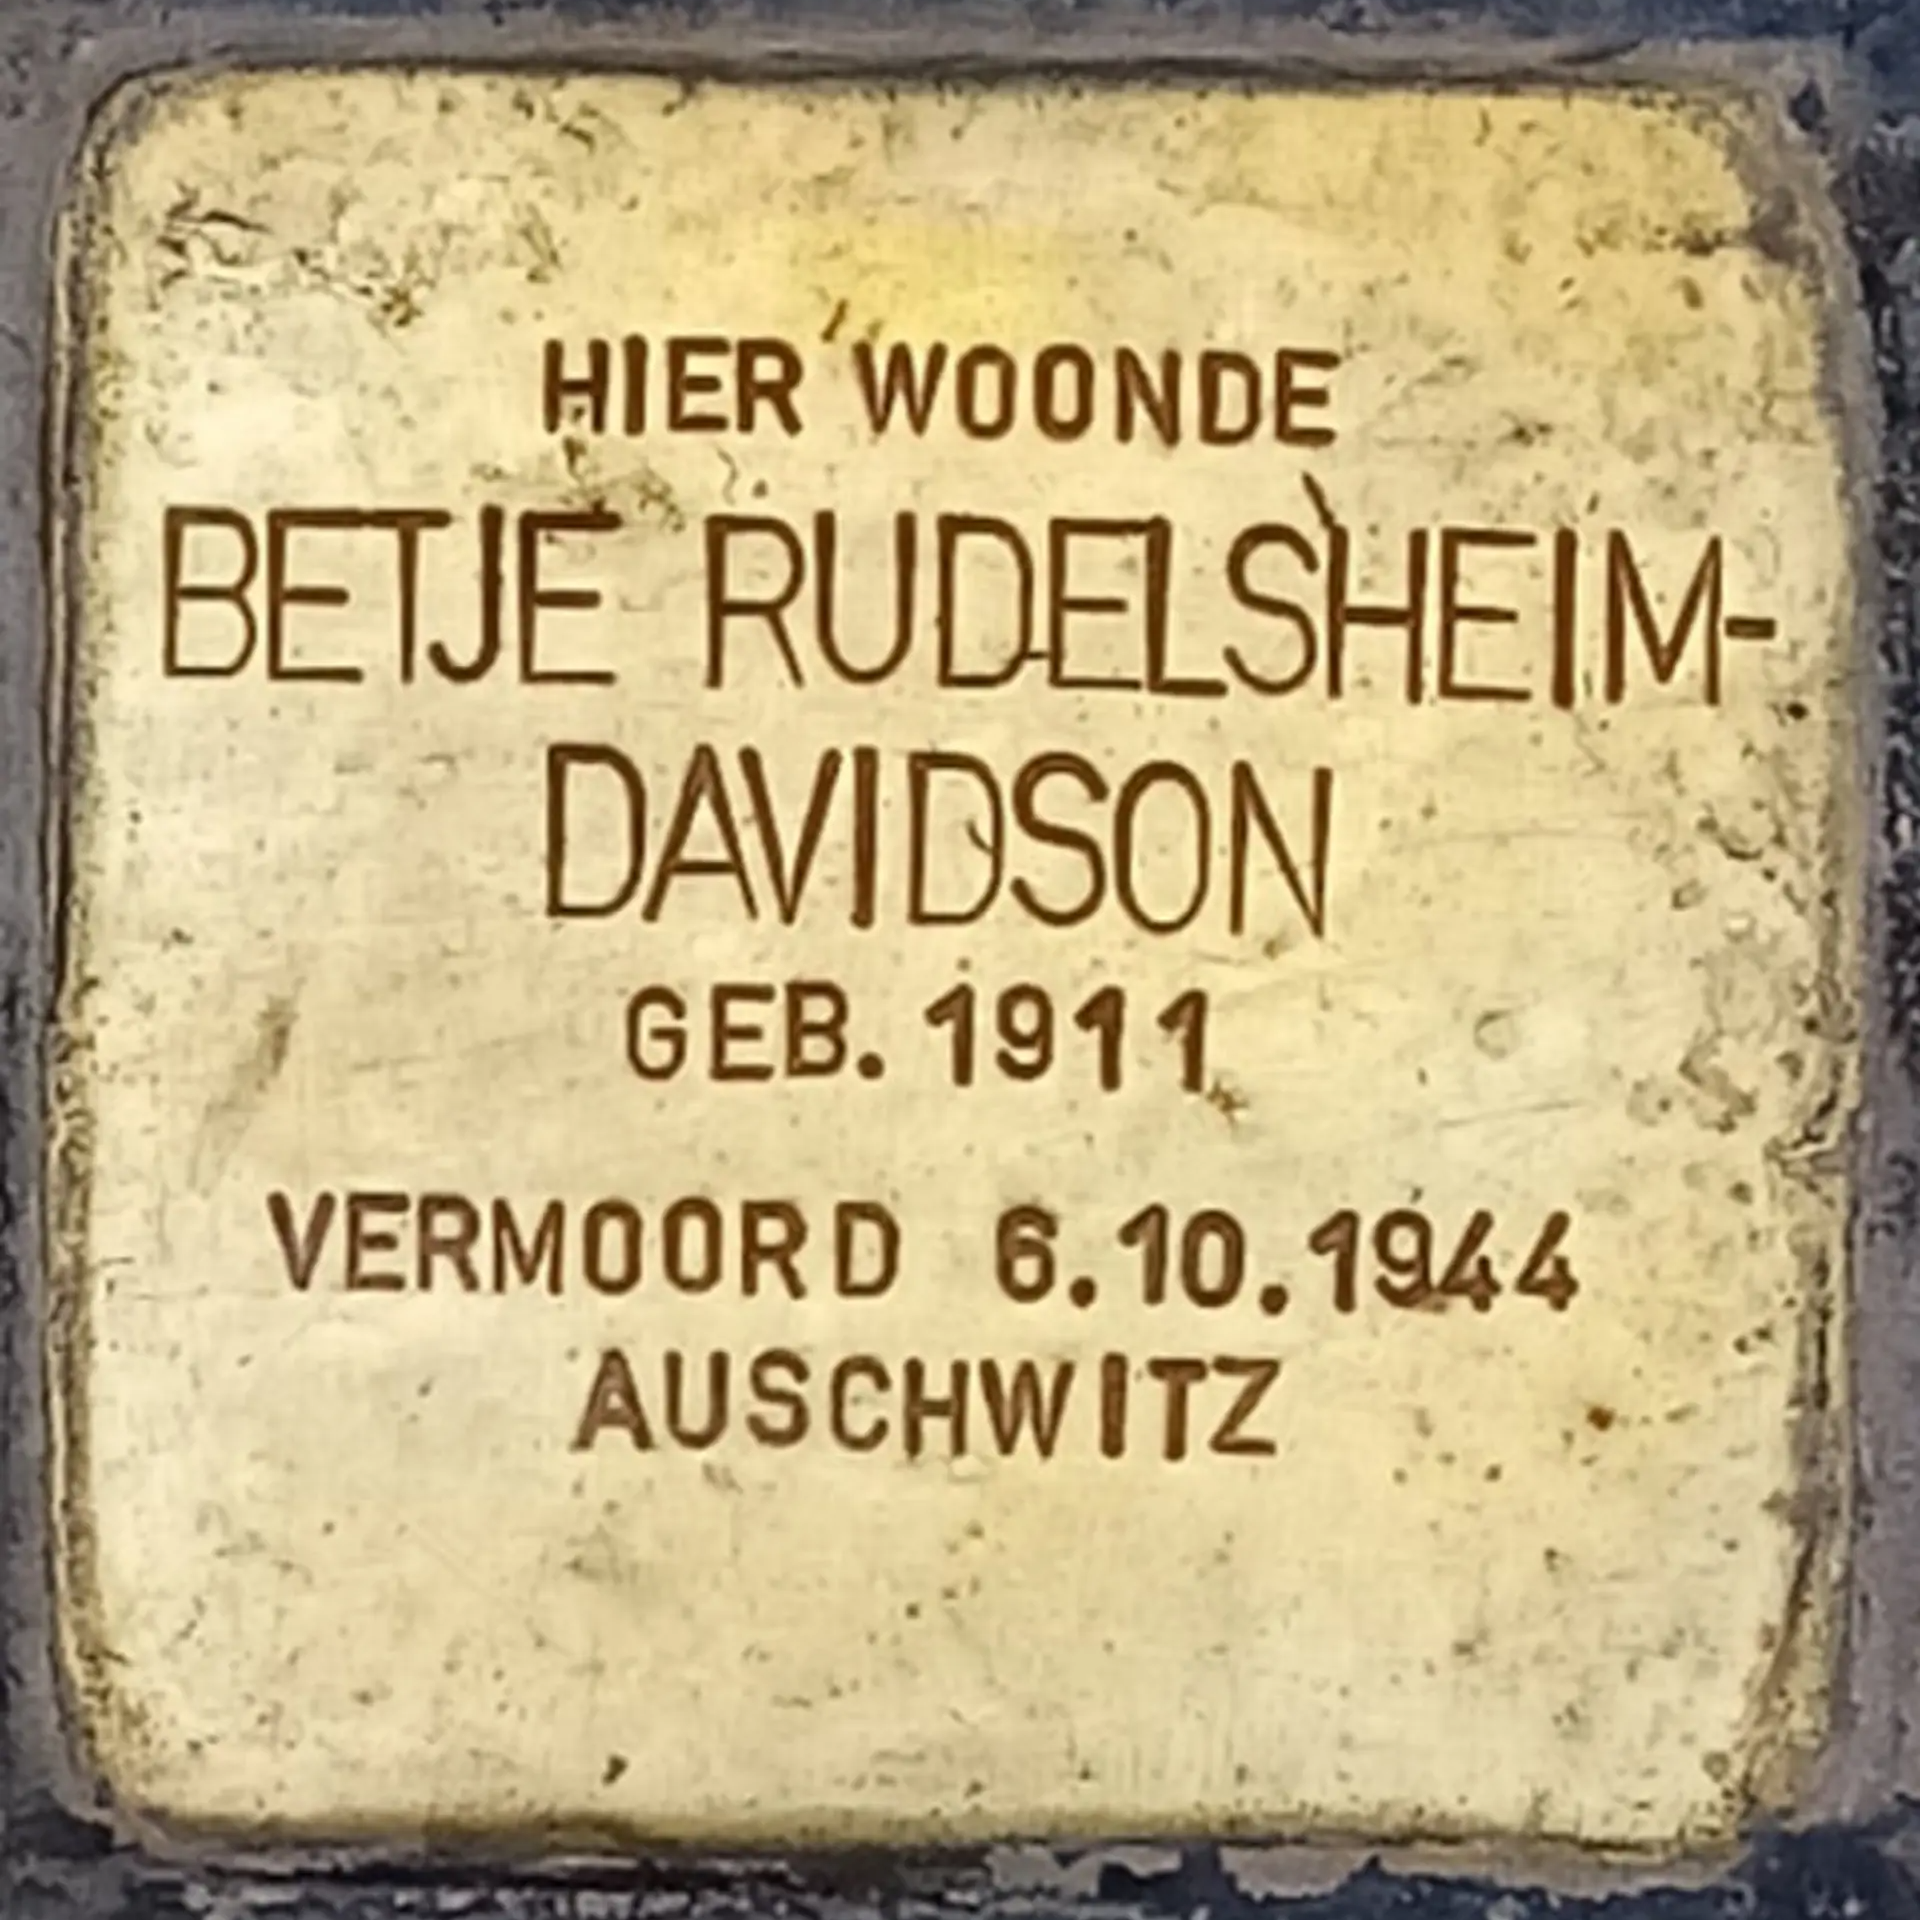 HIER WOONDE
BETJE RUDELSHEIM-
DAVIDSON
GEB. 1911
VERMOORD 6.10.1944
AUSCHWITZ